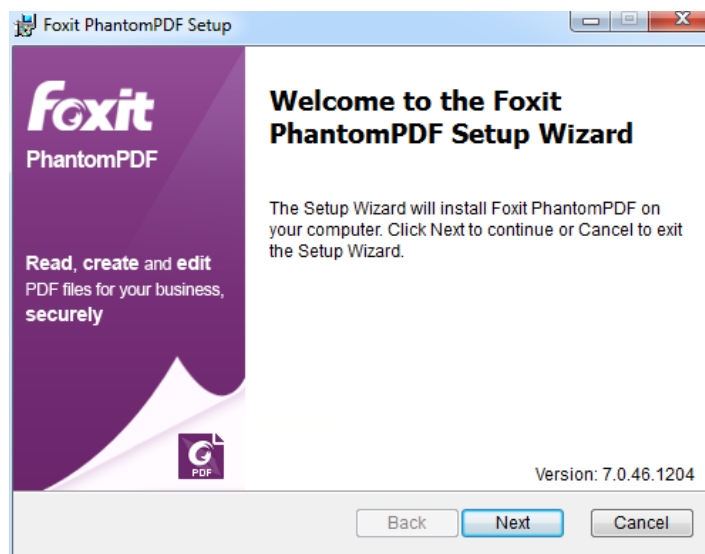 Foxit PhantomPDF Setup
Foxit
PhantomPDF
Read, create and edit
PDF files for your business,
securely
PDF
Welcome to the Foxit
PhantomPDF Setup Wizard
The Setup Wizard will install Foxit PhantomPDF on
your computer. Click Next to continue or Cancel to exit
the Setup Wizard.
Version: 7.0.46.1204
Back
Next
Cancel